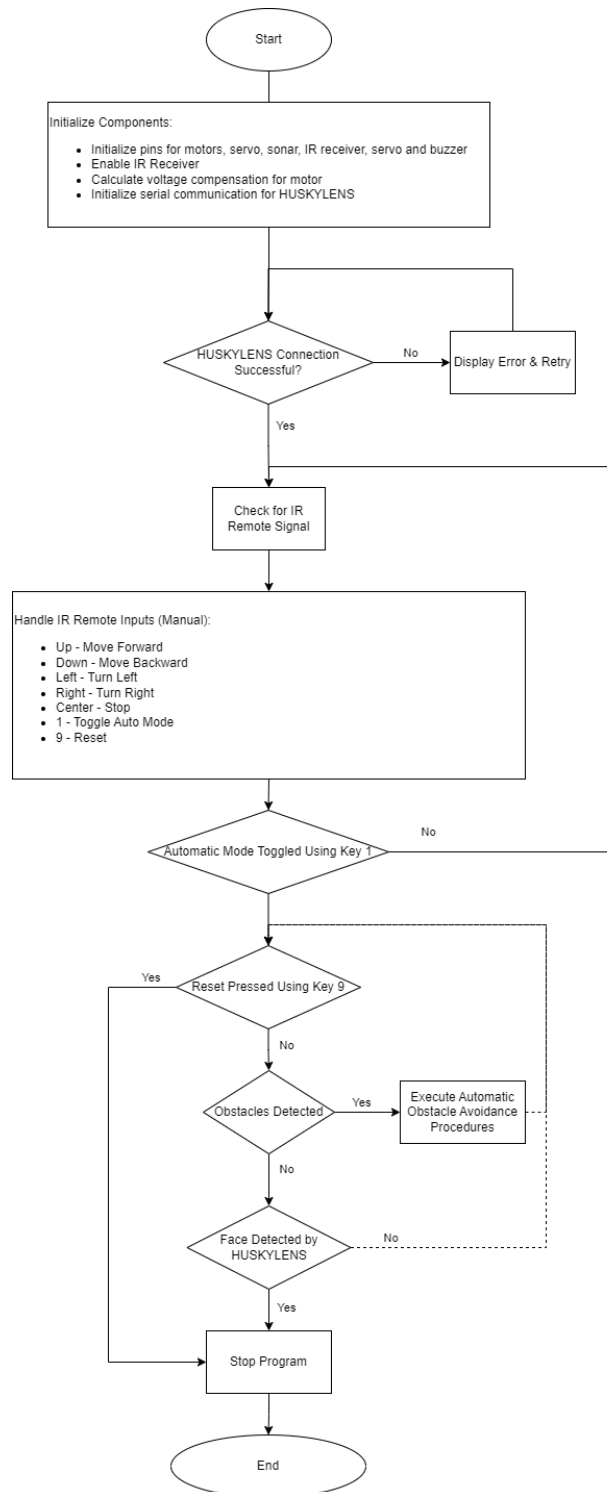 Start
Initialize Components:
Initialize pins for motors, servo, sonar, IR receiver, servo and buzzer
Enable IR Receiver
Calculate voltage compensation for motor
Initialize serial communication for HUSKYLENS
HUSKYLENS Connection
Successful?
No
Display Error & Retry
Yes
Check for IR
Remote Signal
Handle IR Remote Inputs (Manual):
Up - Move Forward
Down - Move Backward
Left - Turn Left
Right - Turn Right
Center - Stop
1 - Toggle Auto Mode
9 - Reset
Automatic Mode Toggled Using Key 1
No
Reset Pressed Using Key 9
Yes
No
Obstacles Detected
Yes
Execute Automatic
Obstacle Avoidance
Procedures
No
Face Detected by
HUSKYLENS
No
Yes
Stop Program
End